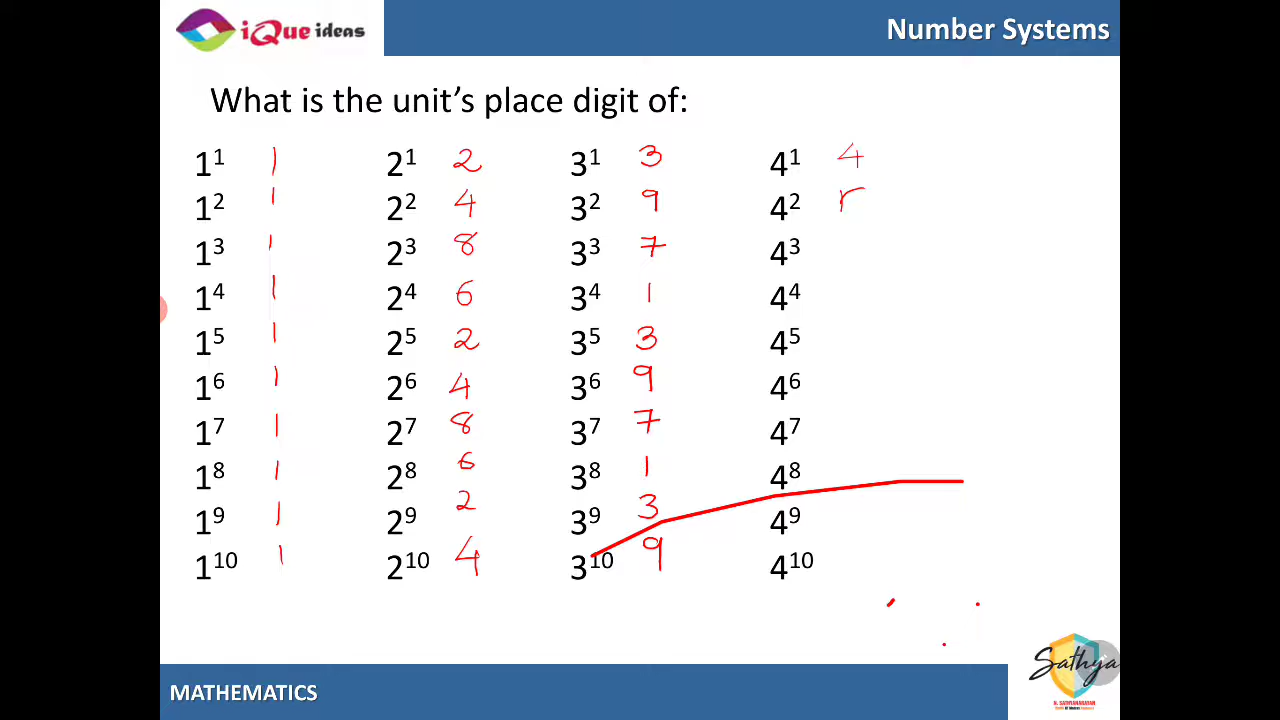 iQue ideas
Number Systems
What is the unit's place digit of:
1¹ 1 2¹ 2 3¹ 3 4¹ 4
1² 1 2² 4 3² 9 4²
1³ 1 2³ 8 3³ 7 4³
1⁴ 1 2⁴ 6 3⁴ 1 4⁴
1⁵ 1 2⁵ 2 3⁵ 3 4⁵
1⁶ 1 2⁶ 4 3⁶ 9 4⁶
1⁷ 1 2⁷ 8 3⁷ 7 4⁷
1⁸ 1 2⁸ 6 3⁸ 1 4⁸
1⁹ 1 2⁹ 2 3⁹ 3 4⁹
1¹⁰ 1 2¹⁰ 4 3¹⁰ 9 4¹⁰
Sathya
MATHEMATICS